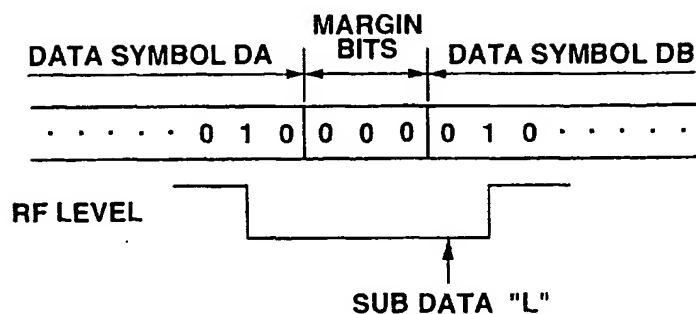 MARGIN
BITS
DATA SYMBOL DA
DATA SYMBOL DB
· · · · · 0 1 0 0 0 0 0 1 0 · · · · ·
RF LEVEL
SUB DATA "L"